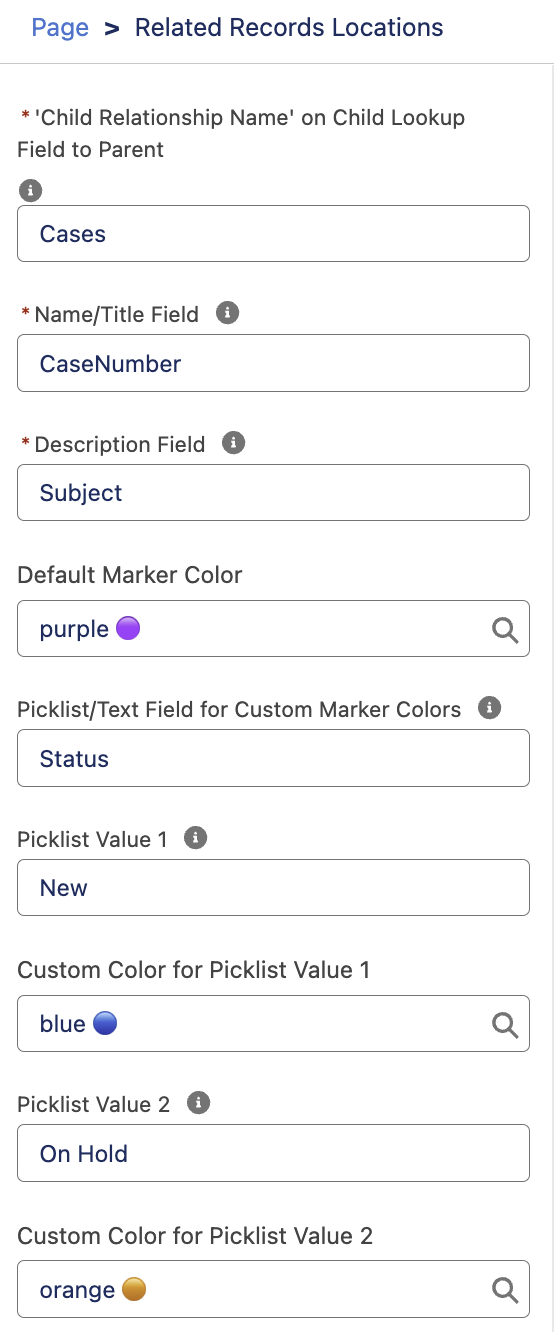 Page > Related Records Locations
* 'Child Relationship Name' on Child Lookup
Field to Parent
Cases
* Name/Title Field
CaseNumber
* Description Field
Subject
Default Marker Color
purple 🟣
Picklist/Text Field for Custom Marker Colors
Status
Picklist Value 1
New
Custom Color for Picklist Value 1
blue 🔵
Picklist Value 2
On Hold
Custom Color for Picklist Value 2
orange 🟠